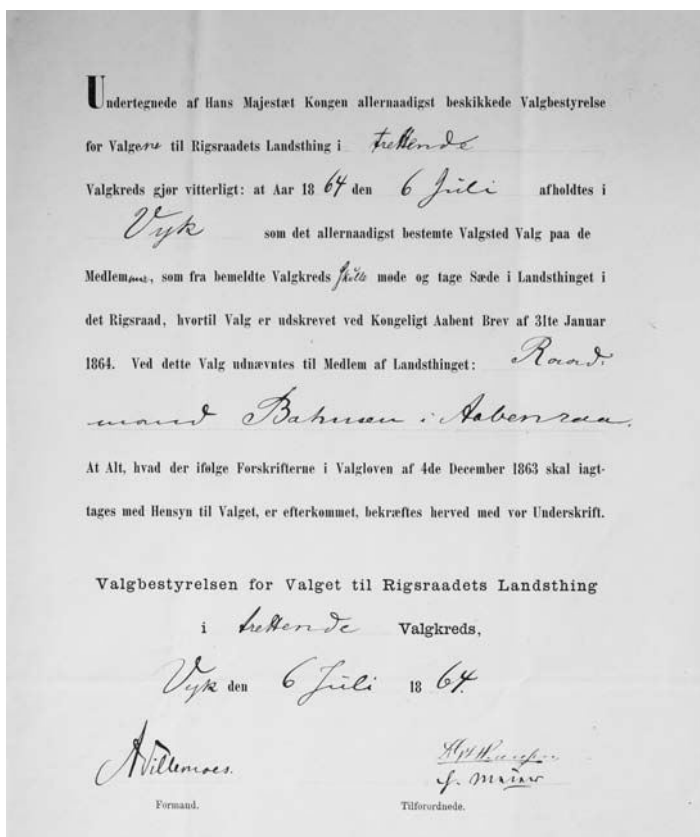 Undertegnede af Hans Majestæt Kongen allernaadigst beskikkede Valgbestyrelse
for Valgene til Rigsraadets Landsthing i trettende
Valgkreds gjør vitterligt: at Aar 1864 den 6 Juli afholdtes i
Vyk som det allernaadigst bestemte Valgsted Valg paa de
Medlemmer, som fra bemeldte Valgkreds skulle møde og tage Sæde i Landsthinget i
det Rigsraad, hvortil Valg er udskrevet ved Kongeligt Aabent Brev af 31te Januar
1864. Ved dette Valg udnævntes til Medlem af Landsthinget: Raad-
mand Bahnsen i Aabenraa.
At Alt, hvad der ifølge Forskrifterne i Valgloven af 4de December 1863 skal iagt-
tages med Hensyn til Valget, er efterkommet, bekræftes herved med vor Underskrift.
Valgbestyrelsen for Valget til Rigsraadets Landsthing
i trettende Valgkreds,
Vyk den 6 Juli 1864.
A Villemoes.
Formand.
Tilforordnede.